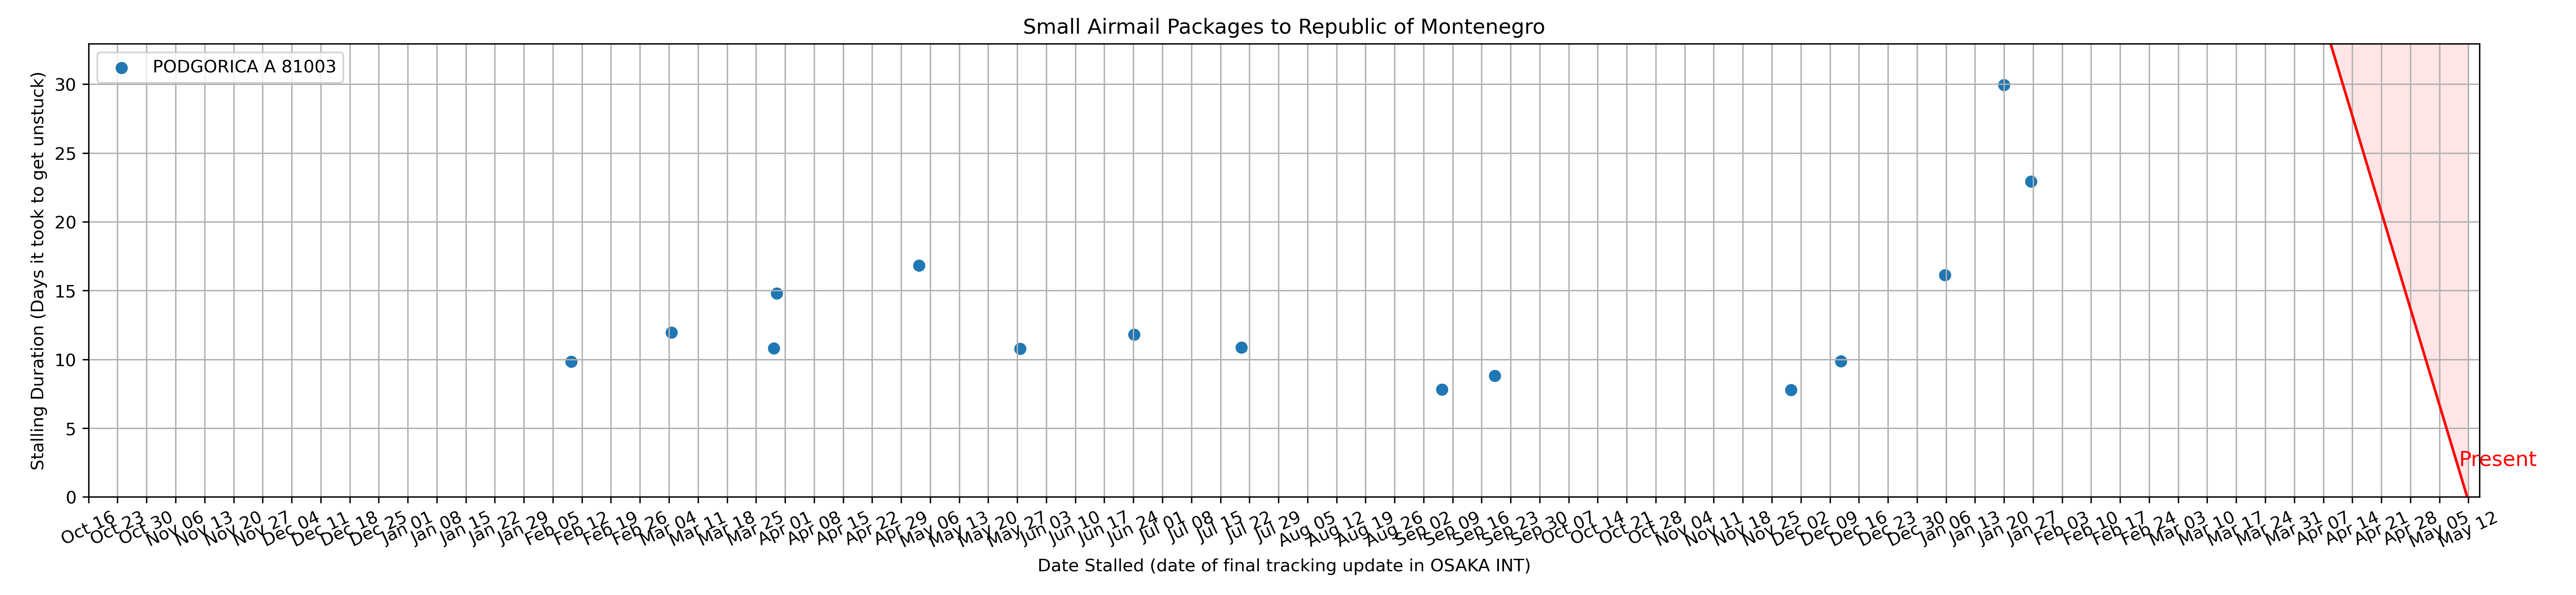 Small Airmail Packages to Republic of Montenegro
PODGORICA A 81003
Stalling Duration (Days it took to get unstuck)
30
25
20
15
10
5
0
Present
Oct 16
Oct 23
Oct 30
Nov 06
Nov 13
Nov 20
Nov 27
Dec 04
Dec 11
Dec 18
Dec 25
Jan 01
Jan 08
Jan 15
Jan 22
Jan 29
Feb 05
Feb 12
Feb 19
Feb 26
Mar 04
Mar 11
Mar 18
Mar 25
Apr 01
Apr 08
Apr 15
Apr 22
Apr 29
May 06
May 13
May 20
May 27
Jun 03
Jun 10
Jun 17
Jun 24
Jul 01
Jul 08
Jul 15
Jul 22
Jul 29
Aug 05
Aug 12
Aug 19
Aug 26
Sep 02
Sep 09
Sep 16
Sep 23
Sep 30
Oct 07
Oct 14
Oct 21
Oct 28
Nov 04
Nov 11
Nov 18
Nov 25
Dec 02
Dec 09
Dec 16
Dec 23
Dec 30
Jan 06
Jan 13
Jan 20
Jan 27
Feb 03
Feb 10
Feb 17
Feb 24
Mar 03
Mar 10
Mar 17
Mar 24
Mar 31
Apr 07
Apr 14
Apr 21
Apr 28
May 05
May 12
Date Stalled (date of final tracking update in OSAKA INT)